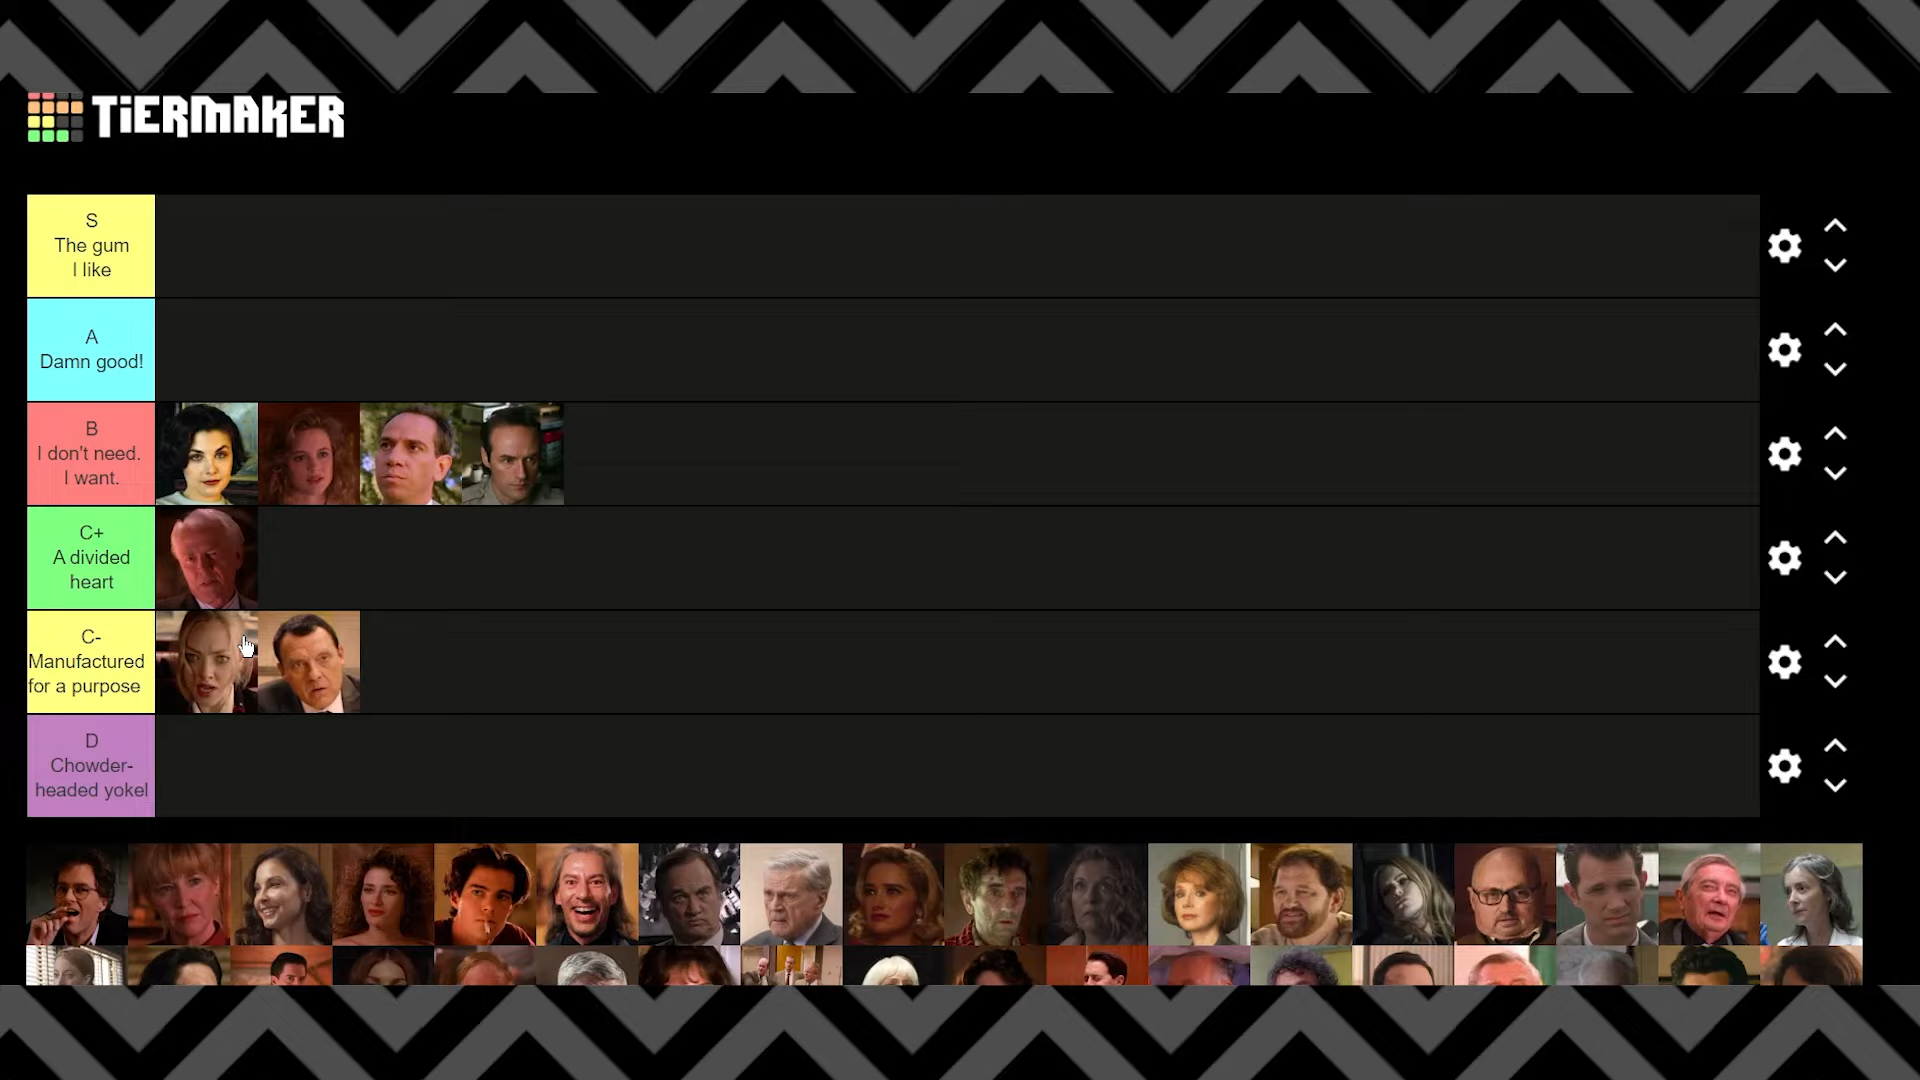 TiERMAKER
S
The gum
I like
A
Damn good!
B
I don't need.
I want.
C+
A divided
heart
C-
Manufactured
for a purpose
D
Chowder-
headed yokel